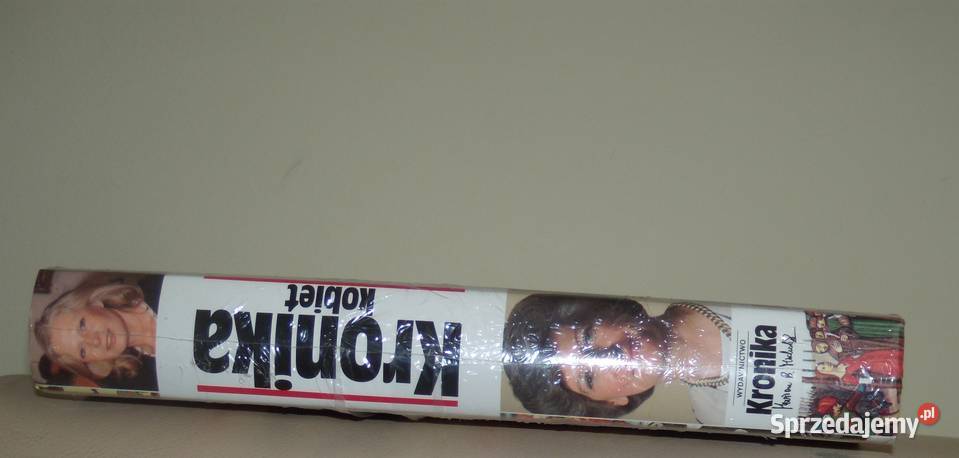 Kronika
kobiet
WYDAWNICTWO
Kronika
Sprzedajemy.pl